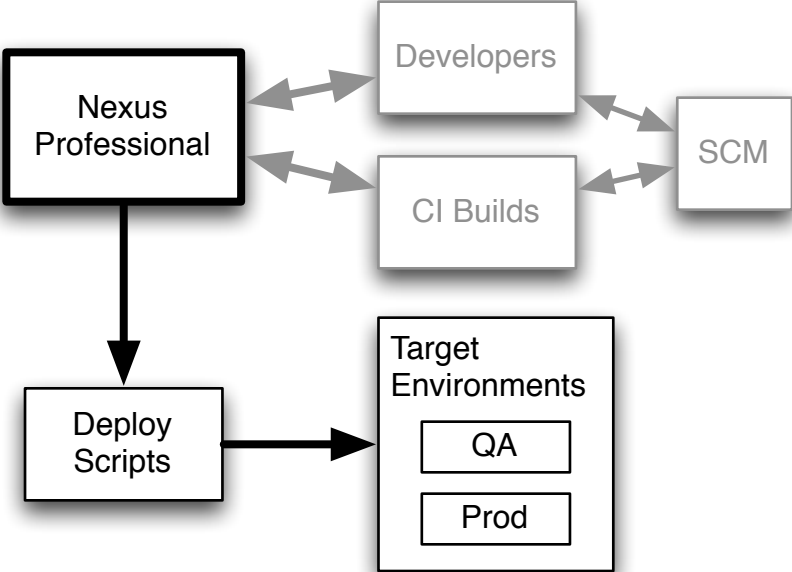 Developers
Nexus
Professional
SCM
CI Builds
Target
Environments
Deploy
Scripts
QA
Prod